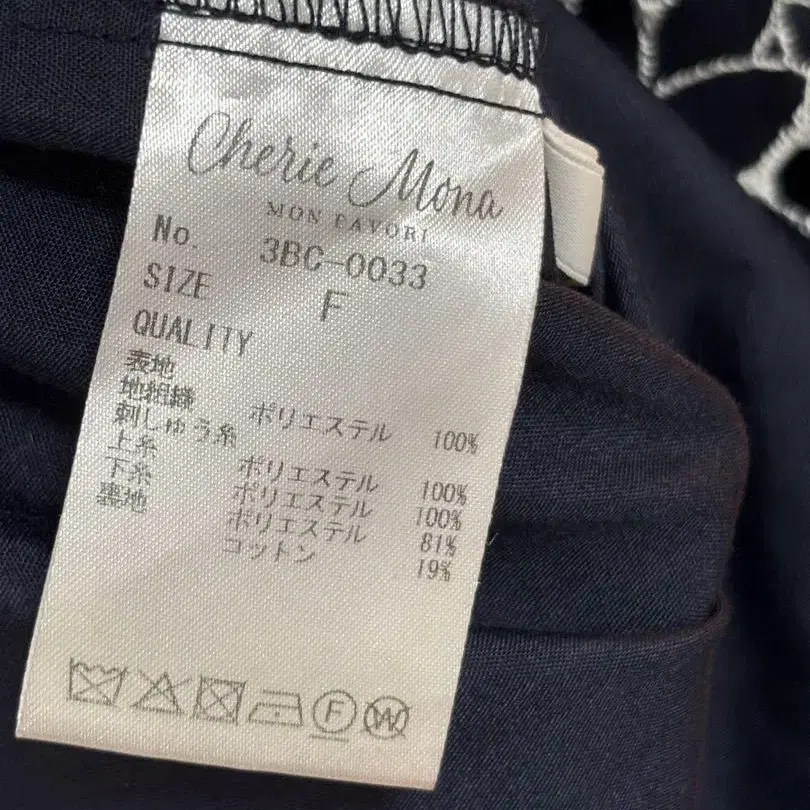 Cherie Mona
MON FAVORI
No. 3BC-0033
SIZE F
QUALITY
表地
地組織 ポリエステル 100%
刺しゅう糸
上糸 ポリエステル 100%
下糸 ポリエステル 100%
裏地 ポリエステル 81%
コットン 19%
F W